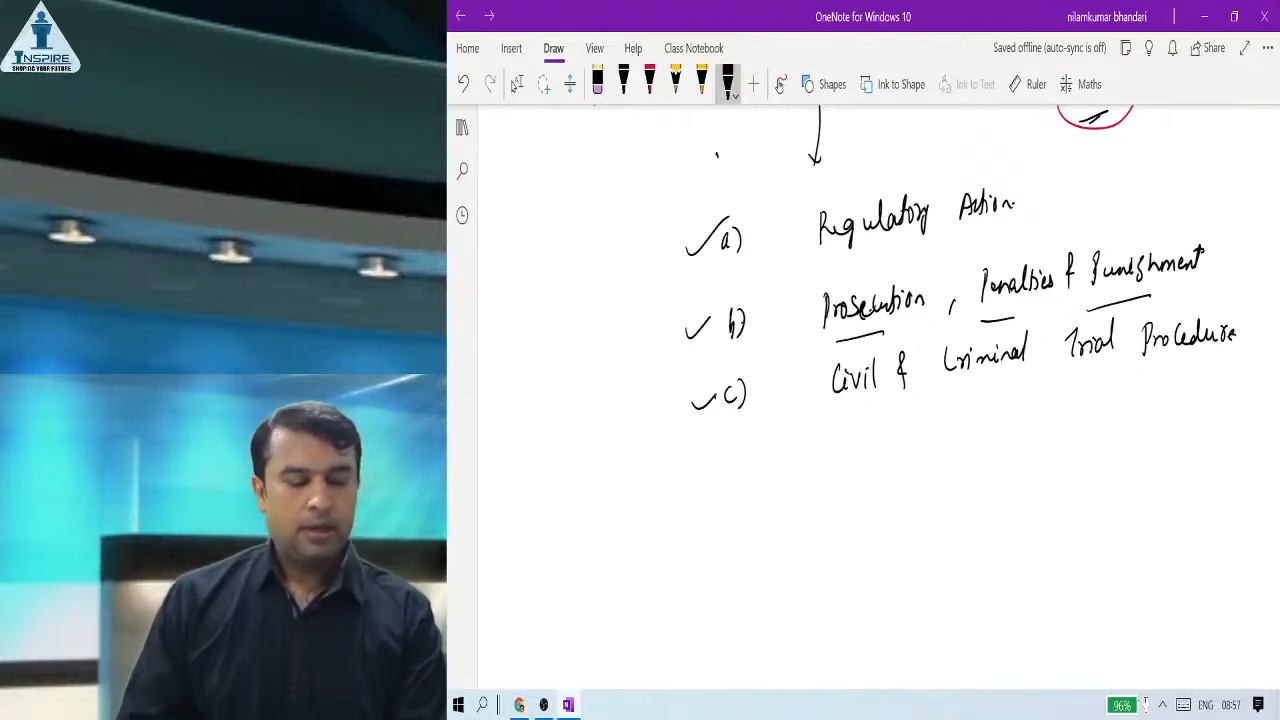 INSPIRE
SHAPING YOUR FUTURE
OneNote for Windows 10
nilamkumar bhandari
Home Insert Draw View Help Class Notebook
Saved offline (auto-sync is off)
Share
Shapes
Ink to Shape
Ink to Text
Ruler
Maths
a) Regulatory Action
b) Prosecution, Penalties & Punishment
c) Civil & Criminal Trial Procedure
96%
ENG
08:57